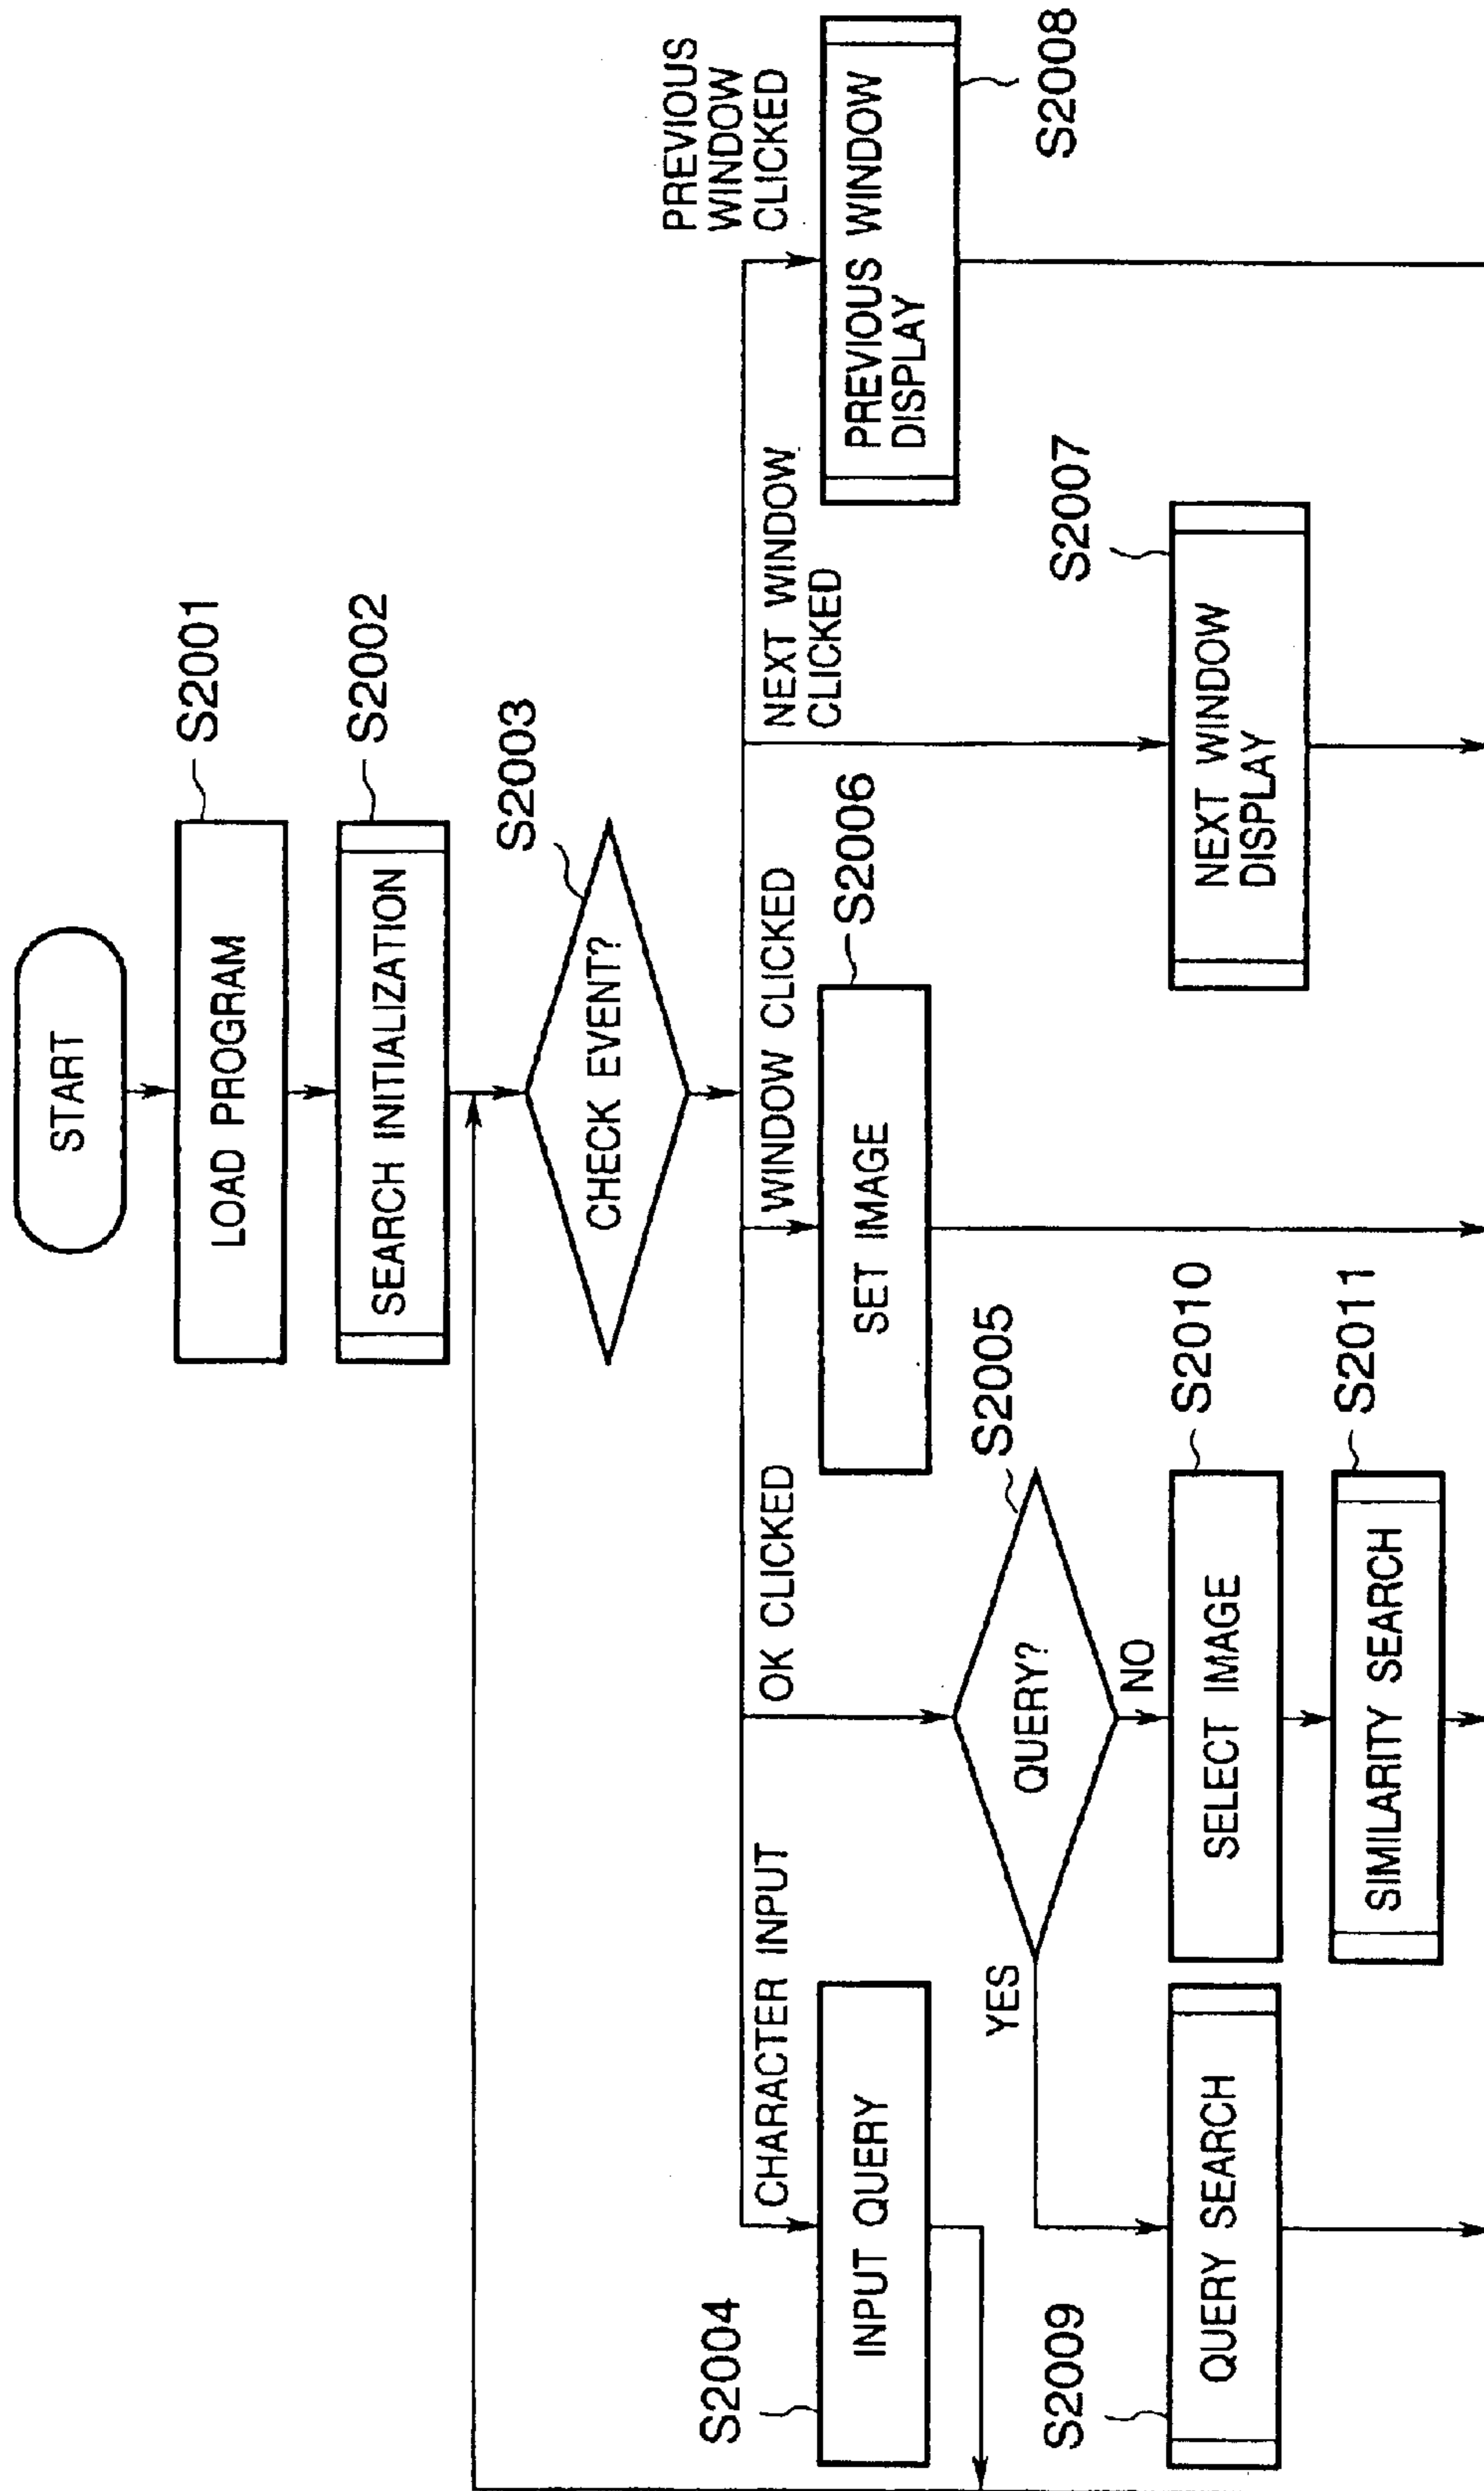 START
LOAD PROGRAM
S2001
SEARCH INITIALIZATION
S2002
CHECK EVENT?
S2003
CHARACTER INPUT
OK CLICKED
WINDOW CLICKED
NEXT WINDOW
CLICKED
PREVIOUS
WINDOW
CLICKED
S2004
INPUT QUERY
SET IMAGE
S2006
PREVIOUS WINDOW
DISPLAY
S2008
QUERY?
S2005
YES
NO
S2009
QUERY SEARCH
SELECT IMAGE
S2010
NEXT WINDOW
DISPLAY
S2007
SIMILARITY SEARCH
S2011